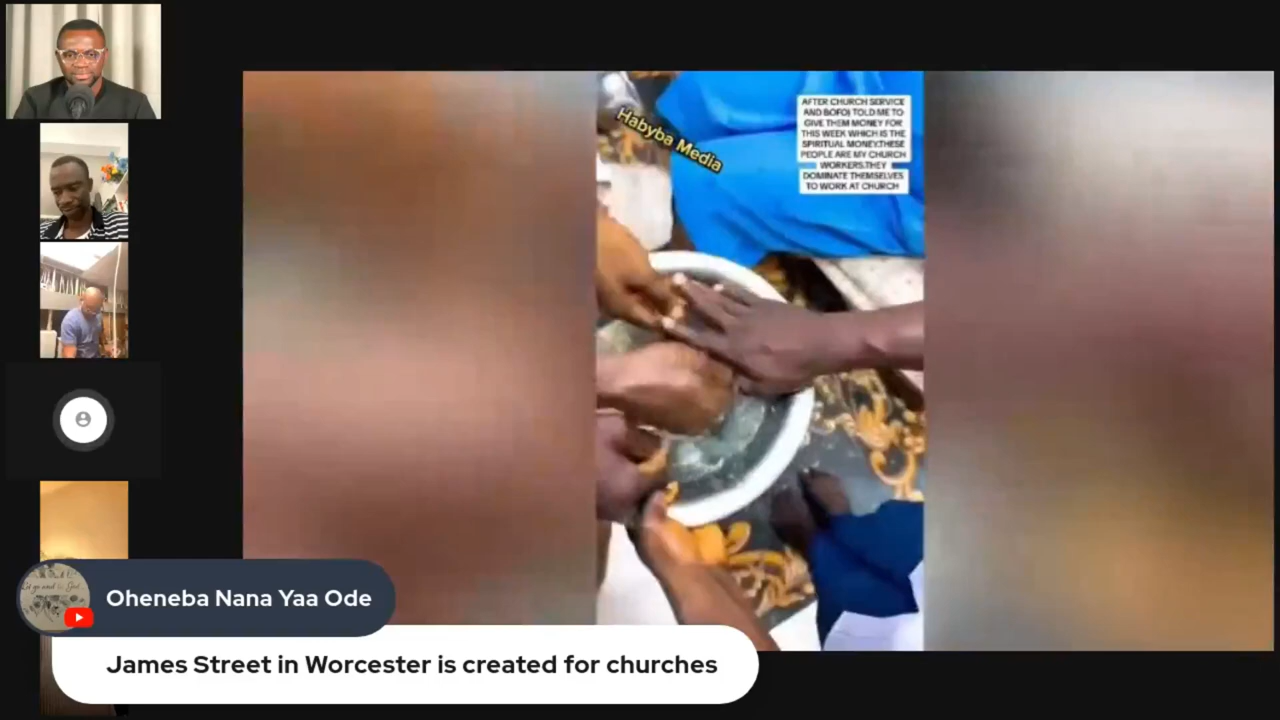 AFTER CHURCH SERVICE
AND BOFOJ TOLD ME TO
GIVE THEM MONEY FOR
THIS WEEK WHICH IS THE
SPIRITUAL MONEY.THESE
PEOPLE ARE MY CHURCH
WORKERS.THEY
DOMINATE THEMSELVES
TO WORK AT CHURCH
Habyba Media
Oheneba Nana Yaa Ode
James Street in Worcester is created for churches